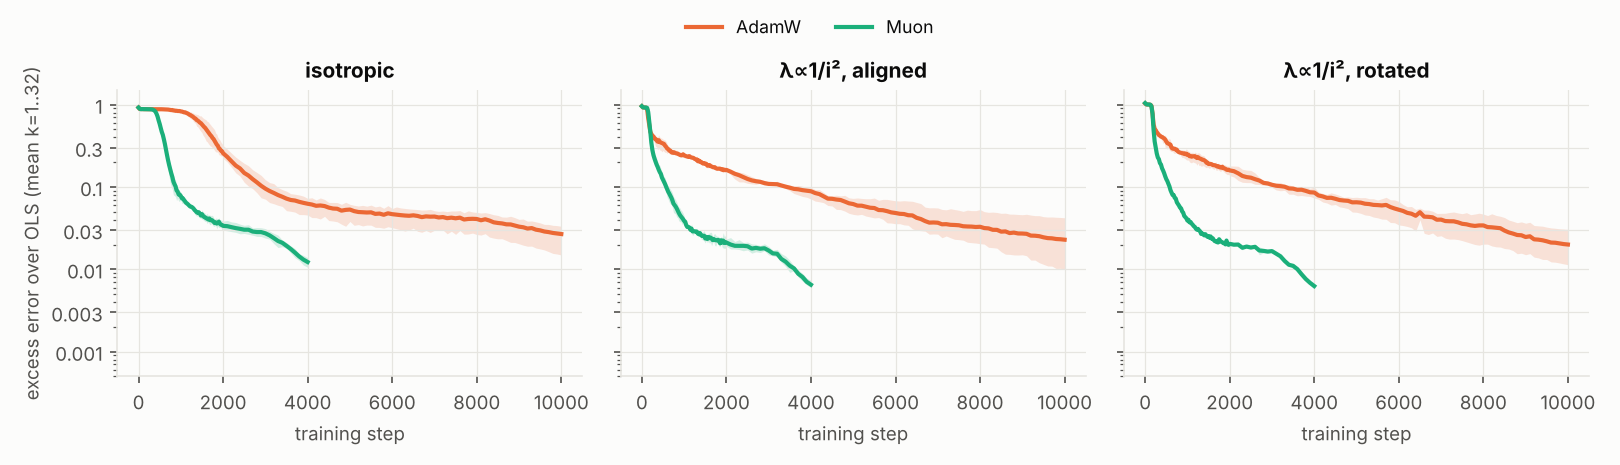 AdamW
Muon
isotropic
λ∝1/i², aligned
λ∝1/i², rotated
excess error over OLS (mean k=1..32)
1
0.3
0.1
0.03
0.01
0.003
0.001
0 2000 4000 6000 8000 10000
0 2000 4000 6000 8000 10000
0 2000 4000 6000 8000 10000
training step
training step
training step